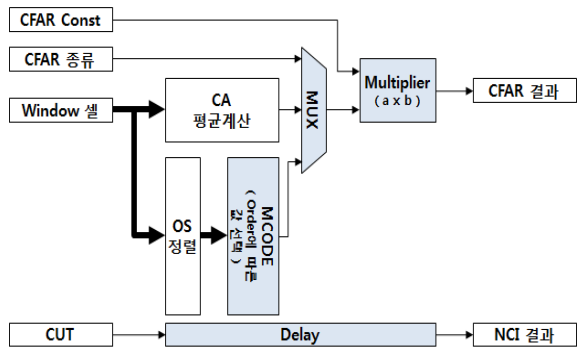 CFAR Const
CFAR 종류
Window 셀
CA
평균계산
MUX
Multiplier
( a x b )
CFAR 결과
OS
정렬
MCODE
( Order에 따른
값 선택 )
CUT
Delay
NCI 결과